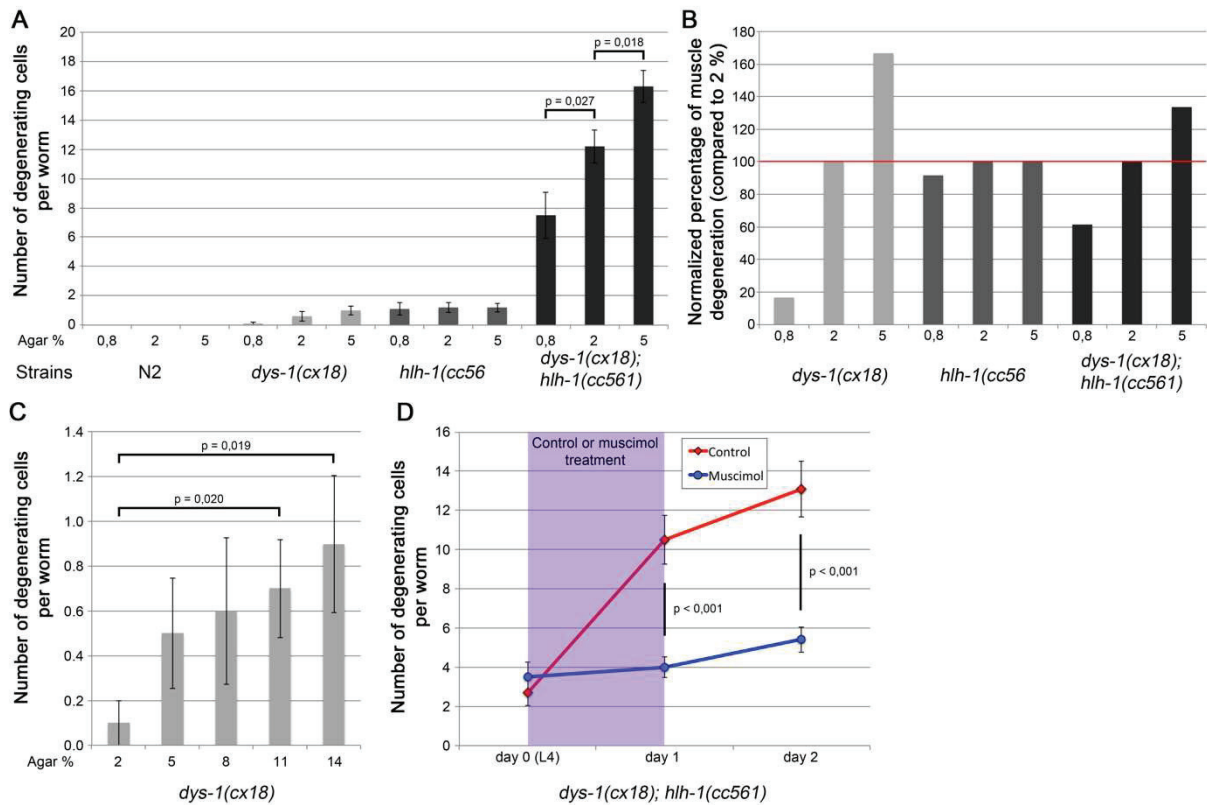 A
Number of degenerating cells
per worm
20
18
16
14
12
10
8
6
4
2
0
p = 0,018
p = 0,027
Agar %
0,8 2 5 0,8 2 5 0,8 2 5 0,8 2 5
Strains
N2
dys-1(cx18)
hlh-1(cc56
dys-1(cx18);
hlh-1(cc561)
B
Normalized percentage of muscle
degeneration (compared to 2 %)
180
160
140
120
100
80
60
40
20
0
0,8 2 5 0,8 2 5 0,8 2 5
dys-1(cx18)
hlh-1(cc56
dys-1(cx18);
hlh-1(cc561)
C
Number of degenerating cells
per worm
1.4
1.2
1.0
0.8
0.6
0.4
0.2
0.0
p = 0,019
p = 0,020
Agar %
2 5 8 11 14
dys-1(cx18)
D
Number of degenerating cells
per worm
16
14
12
10
8
6
4
2
0
Control or muscimol
treatment
Control
Muscimol
p < 0,001
p < 0,001
day 0 (L4) day 1 day 2
dys-1(cx18); hlh-1(cc561)